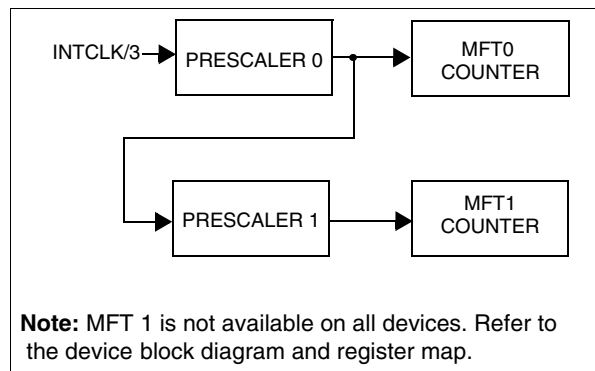 INTCLK/3
PRESCALER 0
MFT0
COUNTER
PRESCALER 1
MFT1
COUNTER
Note: MFT 1 is not available on all devices. Refer to
the device block diagram and register map.